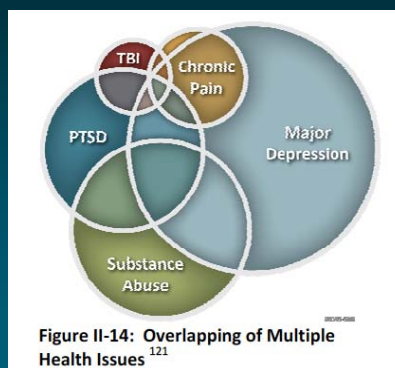 TBI
Chronic
Pain
PTSD
Major
Depression
Substance
Abuse
Figure II-14: Overlapping of Multiple
Health Issues 121